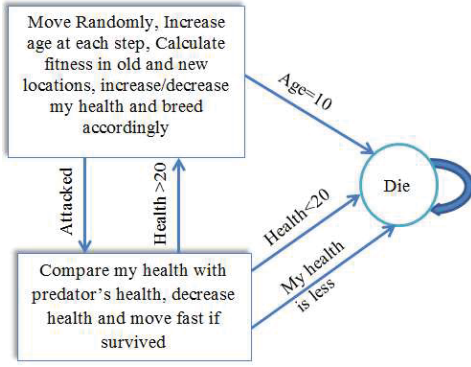 Move Randomly, Increase
age at each step, Calculate
fitness in old and new
locations, increase/decrease
my health and breed
accordingly
Age=10
Attacked
Health >20
Die
Health<20
My health
is less
Compare my health with
predator's health, decrease
health and move fast if
survived